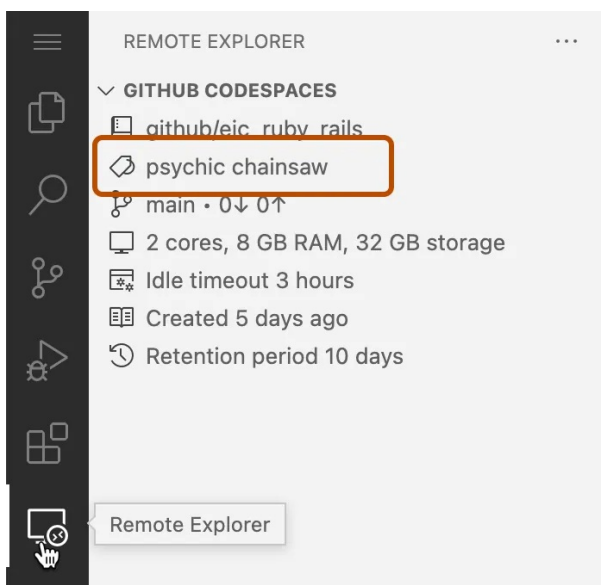 REMOTE EXPLORER
GITHUB CODESPACES
github/eic_ruby_rails
psychic chainsaw
main • 0↓ 0↑
2 cores, 8 GB RAM, 32 GB storage
Idle timeout 3 hours
Created 5 days ago
Retention period 10 days
Remote Explorer